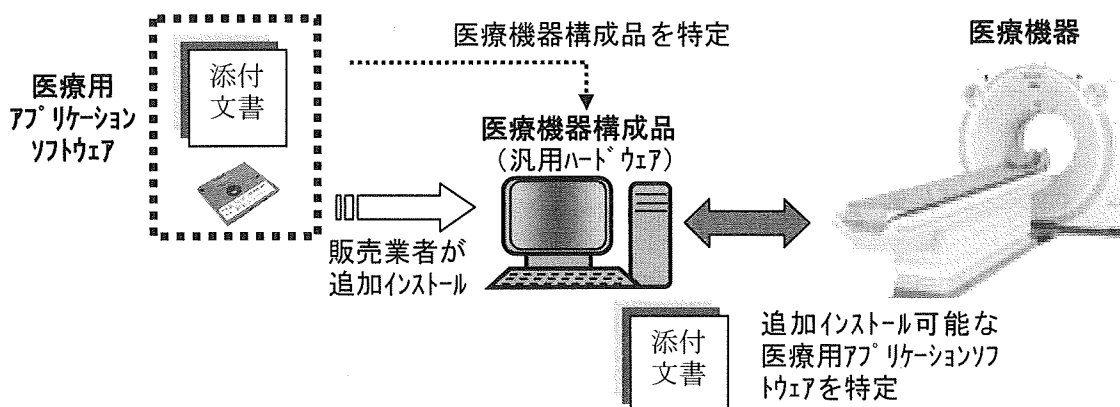 医療機器構成品を特定
医療機器
添付
文書
医療用
アプリケーション
ソフトウェア
医療機器構成品
（汎用ハードウェア）
販売業者が
追加インストール
添付
文書
追加インストール可能な
医療用アプリケーションソフ
トウェアを特定